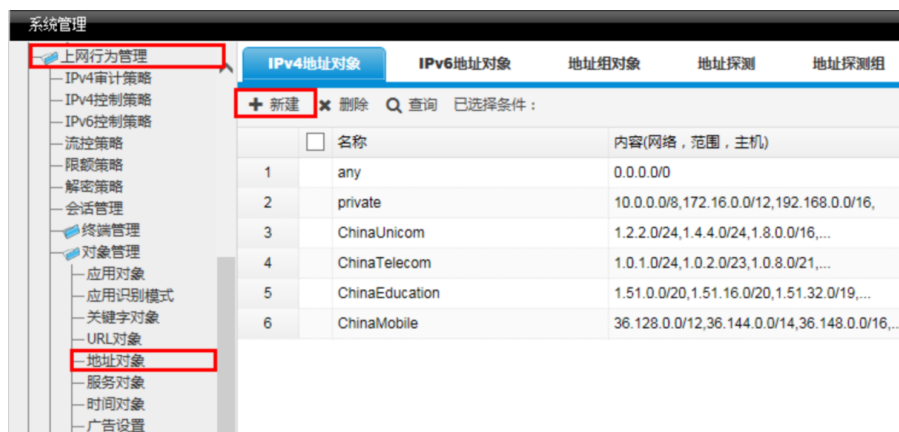 系统管理
上网行为管理
IPv4审计策略
IPv4控制策略
IPv6控制策略
流控策略
限额策略
解密策略
会话管理
终端管理
对象管理
应用对象
应用识别模式
关键字对象
URL对象
地址对象
服务对象
时间对象
广告设置
IPv4地址对象 IPv6地址对象 地址组对象 地址探测 地址探测组
新建 删除 查询 已选择条件：
名称 内容(网络，范围，主机)
1 any 0.0.0.0/0
2 private 10.0.0.0/8,172.16.0.0/12,192.168.0.0/16,
3 ChinaUnicom 1.2.2.0/24,1.4.4.0/24,1.8.0.0/16,...
4 ChinaTelecom 1.0.1.0/24,1.0.2.0/23,1.0.8.0/21,...
5 ChinaEducation 1.51.0.0/20,1.51.16.0/20,1.51.32.0/19,...
6 ChinaMobile 36.128.0.0/12,36.144.0.0/14,36.148.0.0/16,...